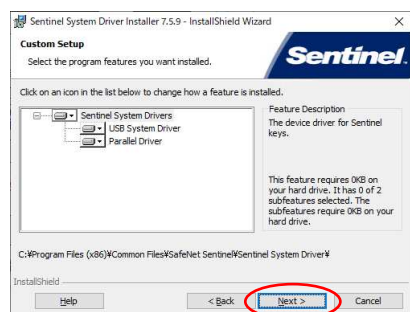 Sentinel System Driver Installer 7.5.9 - InstallShield Wizard
Custom Setup
Select the program features you want installed.
Sentinel.
Click on an icon in the list below to change how a feature is installed.
Sentinel System Drivers
USB System Driver
Parallel Driver
Feature Description
The device driver for Sentinel
keys.
This feature requires 0KB on
your hard drive. It has 0 of 2
subfeatures selected. The
subfeatures require 0KB on your
hard drive.
C:¥Program Files (x86)¥Common Files¥SafeNet Sentinel¥Sentinel System Driver¥
InstallShield
Help
< Back
Next >
Cancel